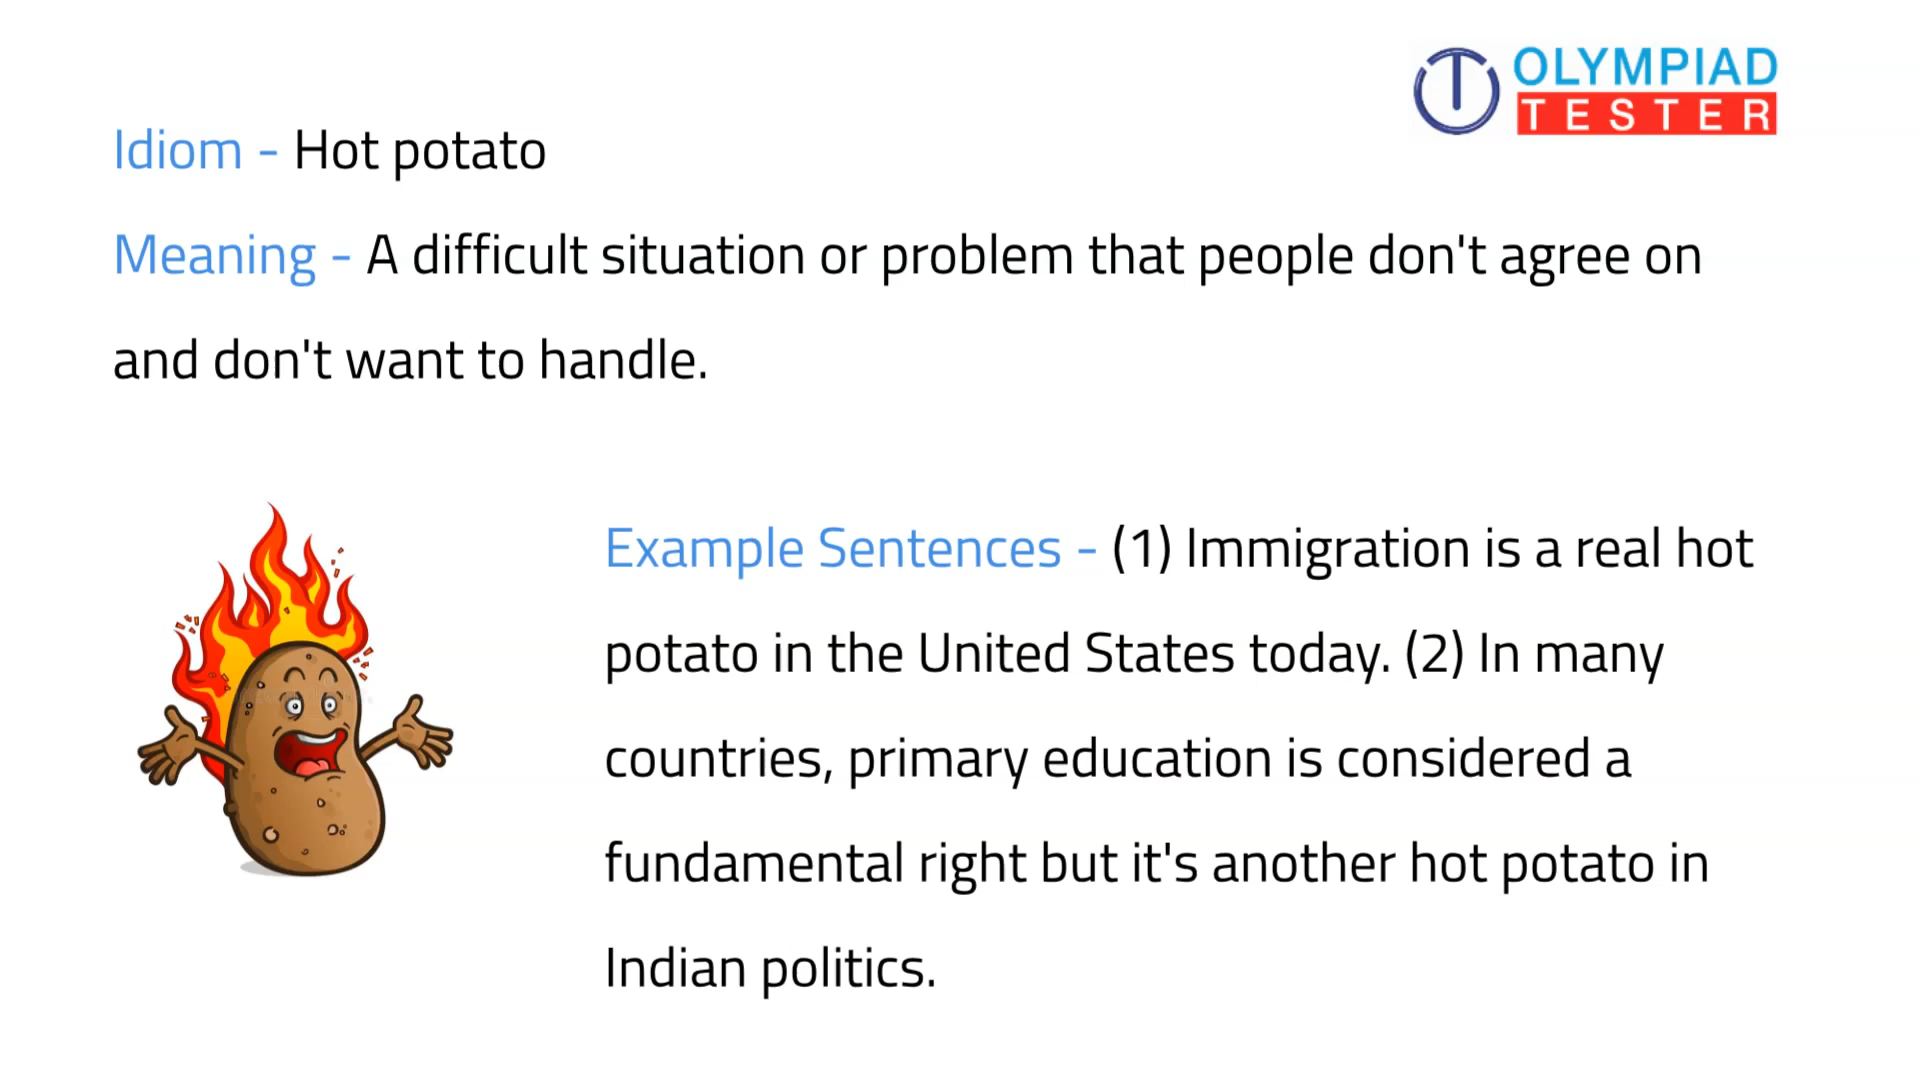 OLYMPIAD
TESTER
Idiom - Hot potato
Meaning - A difficult situation or problem that people don't agree on
and don't want to handle.
Example Sentences - (1) Immigration is a real hot
potato in the United States today. (2) In many
countries, primary education is considered a
fundamental right but it's another hot potato in
Indian politics.